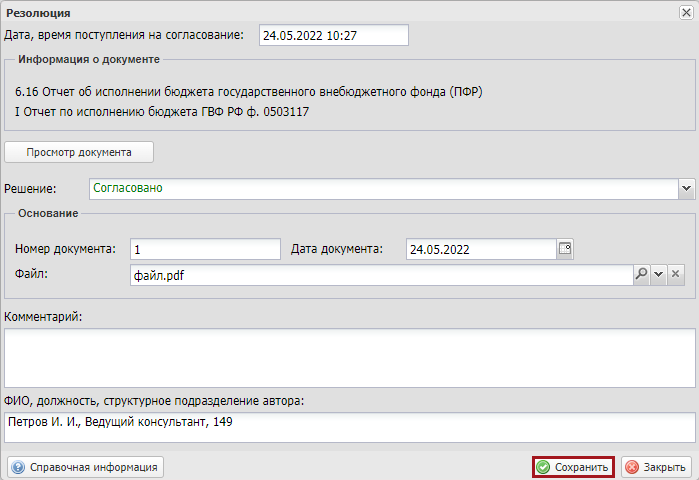 Резолюция
Дата, время поступления на согласование: 24.05.2022 10:27
Информация о документе
6.16 Отчет об исполнении бюджета государственного внебюджетного фонда (ПФР)
I Отчет по исполнению бюджета ГВФ РФ ф. 0503117
Просмотр документа
Решение: Согласовано
Основание
Номер документа: 1 Дата документа: 24.05.2022
Файл: файл.pdf
Комментарий:
ФИО, должность, структурное подразделение автора:
Петров И. И., Ведущий консультант, 149
Справочная информация Сохранить Закрыть